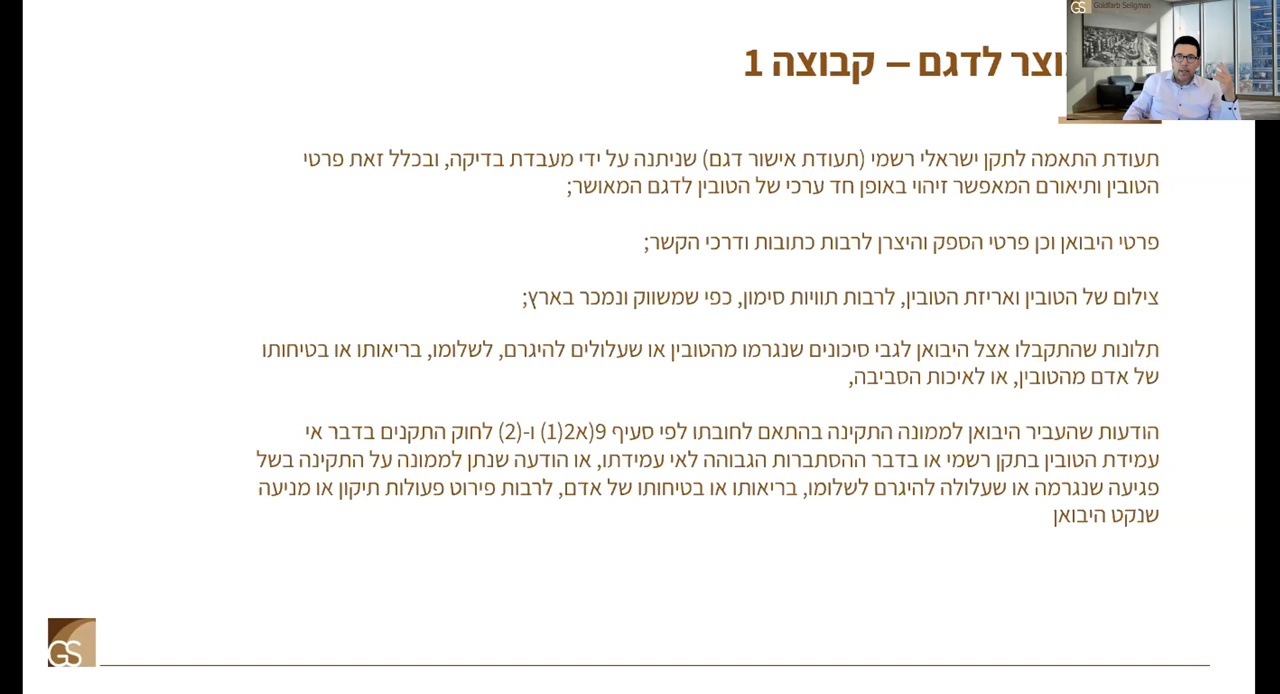 GS Goldfarb Seligman
לדגם – קבוצה 1
תעודת התאמה לתקן ישראלי רשמי (תעודת אישור דגם) שניתנה על ידי מעבדת בדיקה, ובכלל זאת פרטי
הטובין ותיאורם המאפשר זיהוי באופן חד ערכי של הטובין לדגם המאושר;
פרטי היבואן וכן פרטי הספק והיצרן לרבות כתובות ודרכי הקשר;
צילום של הטובין ואריזת הטובין, לרבות תוויות סימון, כפי שמשווק ונמכר בארץ;
תלונות שהתקבלו אצל היבואן לגבי סיכונים שנגרמו מהטובין או שעלולים להיגרם, לשלומו, בריאותו או בטיחותו
של אדם מהטובין, או לאיכות הסביבה,
הודעות שהעביר היבואן לממונה התקינה בהתאם לחובתו לפי סעיף 9(א2)(1) ו-(2) לחוק התקנים בדבר אי
עמידת הטובין בתקן רשמי או בדבר ההסתברות הגבוהה לאי עמידתו, או הודעה שנתן לממונה על התקינה בשל
פגיעה שנגרמה או שעלולה להיגרם לשלומו, בריאותו או בטיחותו של אדם, לרבות פירוט פעולות תיקון או מניעה
שנקט היבואן
GS